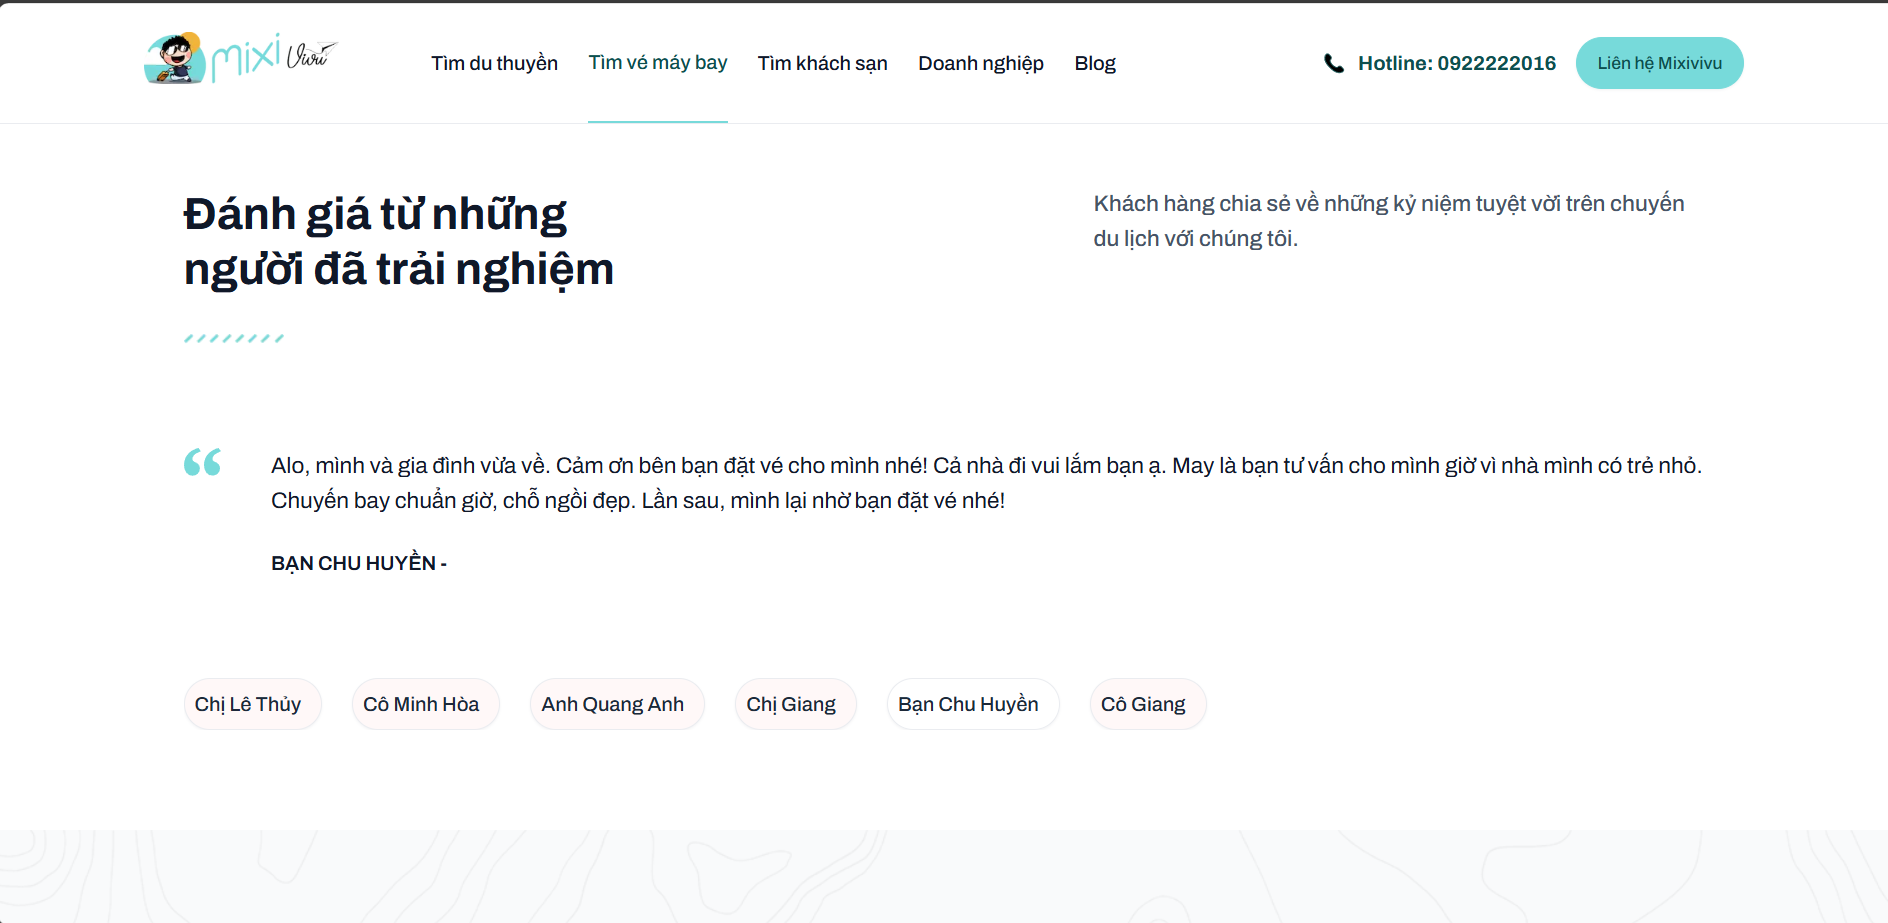 mixi Vivu
Tìm du thuyền
Tìm vé máy bay
Tìm khách sạn
Doanh nghiệp
Blog
Hotline: 0922222016
Liên hệ Mixivivu
Đánh giá từ những
người đã trải nghiệm
Khách hàng chia sẻ về những kỷ niệm tuyệt vời trên chuyến
du lịch với chúng tôi.
Alo, mình và gia đình vừa về. Cảm ơn bên bạn đặt vé cho mình nhé! Cả nhà đi vui lắm bạn ạ. May là bạn tư vấn cho mình giờ vì nhà mình có trẻ nhỏ.
Chuyến bay chuẩn giờ, chỗ ngồi đẹp. Lần sau, mình lại nhờ bạn đặt vé nhé!
BẠN CHU HUYỀN -
Chị Lê Thủy
Cô Minh Hòa
Anh Quang Anh
Chị Giang
Bạn Chu Huyền
Cô Giang